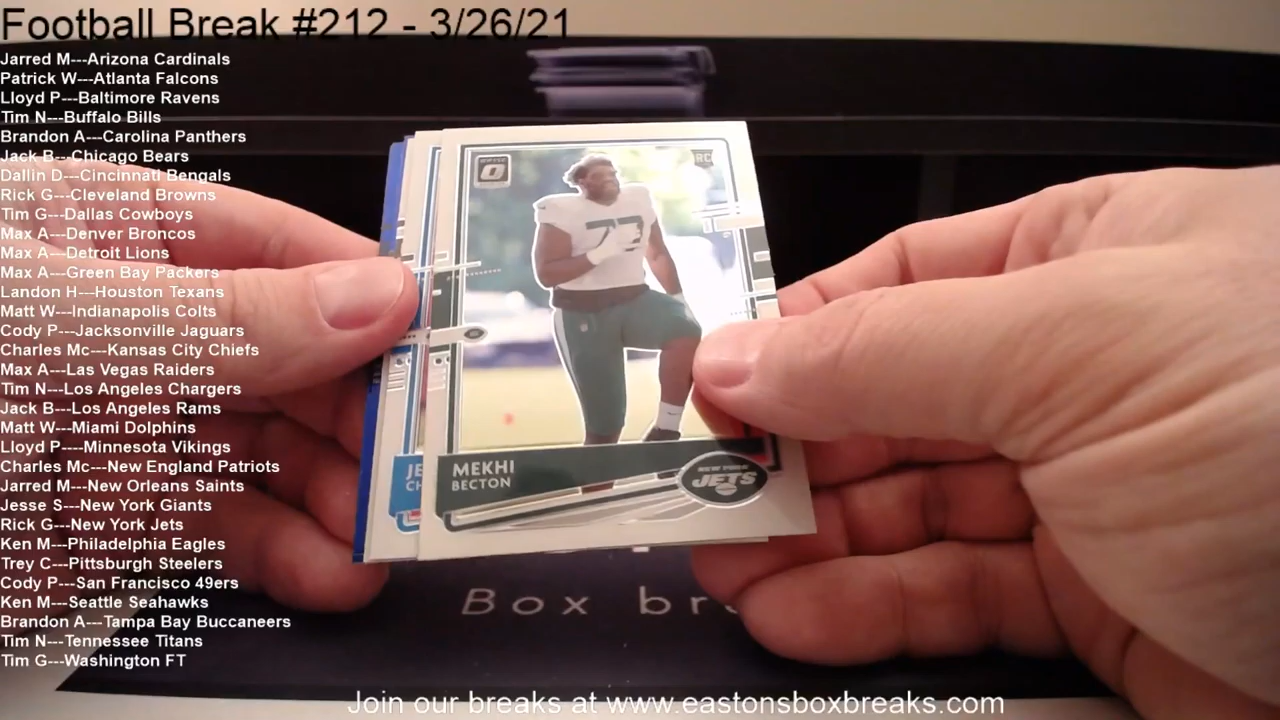 Football Break #212 - 3/26/21
Jarred M---Arizona Cardinals
Patrick W---Atlanta Falcons
Lloyd P---Baltimore Ravens
Tim N---Buffalo Bills
Brandon A---Carolina Panthers
Jack B---Chicago Bears
Dallin D---Cincinnati Bengals
Rick G---Cleveland Browns
Tim G---Dallas Cowboys
Max A---Denver Broncos
Max A---Detroit Lions
Max A---Green Bay Packers
Landon H---Houston Texans
Matt W---Indianapolis Colts
Cody P---Jacksonville Jaguars
Charles Mc---Kansas City Chiefs
Max A---Las Vegas Raiders
Tim N---Los Angeles Chargers
Jack B---Los Angeles Rams
Matt W---Miami Dolphins
Lloyd P----Minnesota Vikings
Charles Mc---New England Patriots
Jarred M---New Orleans Saints
Jesse S---New York Giants
Rick G---New York Jets
Ken M---Philadelphia Eagles
Trey C---Pittsburgh Steelers
Cody P---San Francisco 49ers
Ken M---Seattle Seahawks
Brandon A---Tampa Bay Buccaneers
Tim N---Tennessee Titans
Tim G---Washington FT
RC
77
JE
CH
MEKHI
BECTON
NEW YORK
JETS
Box br
Join our breaks at www.eastonsboxbreaks.com